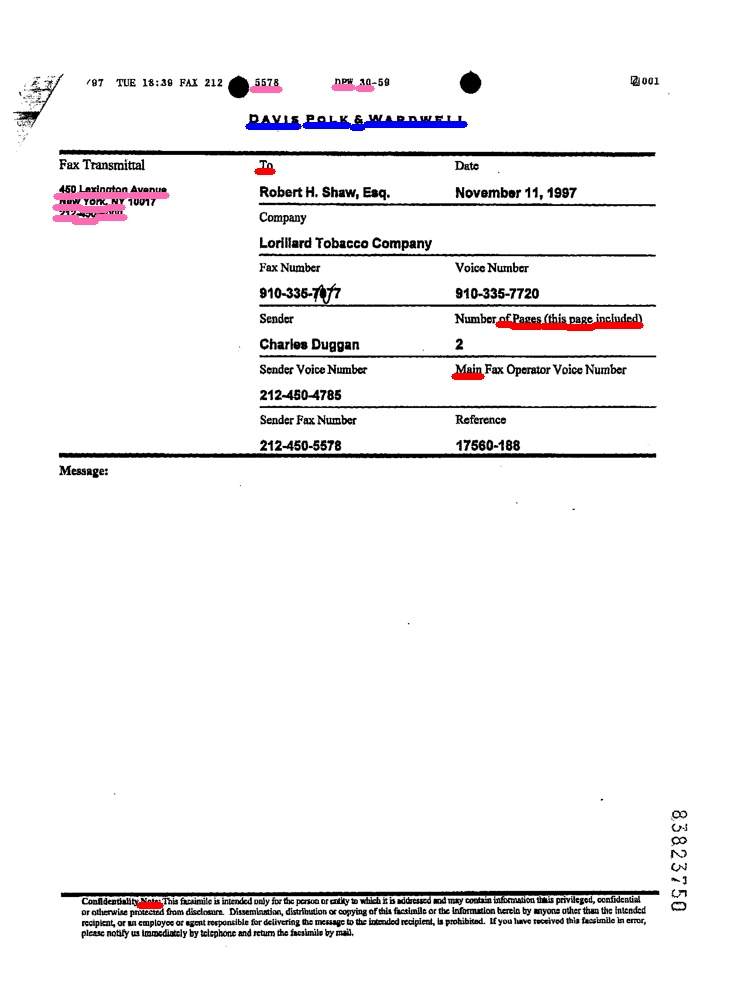 /97 TUE 18:39 FAX 212 5578 DPW 30-59 001
DAVIS POLK & WARDWELL
Fax Transmittal
To
Date
450 Lexington Avenue
New York, NY 10017
Robert H. Shaw, Esq.
November 11, 1997
Company
Lorillard Tobacco Company
Fax Number
Voice Number
910-335-
910-335-7720
Sender
Number of Pages (this page included)
Charles Duggan
2
Sender Voice Number
Main Fax Operator Voice Number
212-450-4785
Sender Fax Number
Reference
212-450-5578
17560-188
Message:
83823750
Confidentiality Note: This facsimile is intended only for the person or entity to which it is addressed and may contain information thais privileged, confidential
or otherwise protected from disclosure. Dissemination, distribution or copying of this facsimile or the information herein by anyone other than the intended
recipient, or an employee or agent responsible for delivering the message to the intended recipient, is prohibited. If you have received this facsimile in error,
please notify us immediately by telephone and return the facsimile by mail.